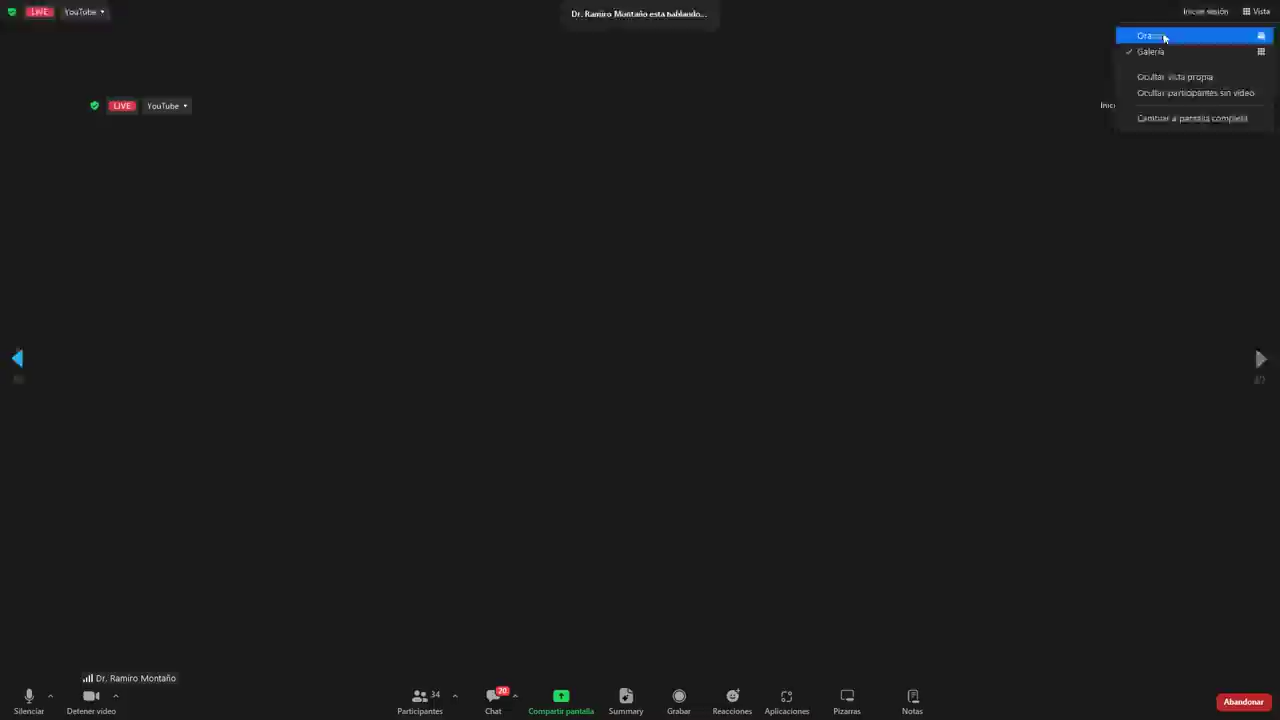 LIVE YouTube
Dr. Ramiro Montaño está hablando...
Iniciar sesión Vista
Galería
Ocultar vista propia
Ocultar participantes sin video
Cambiar a pantalla completa
LIVE YouTube
Dr. Ramiro Montaño
Silenciar
Detener video
34
Participantes
20
Chat
Compartir pantalla
Summary
Grabar
Reacciones
Aplicaciones
Pizarras
Notas
Abandonar